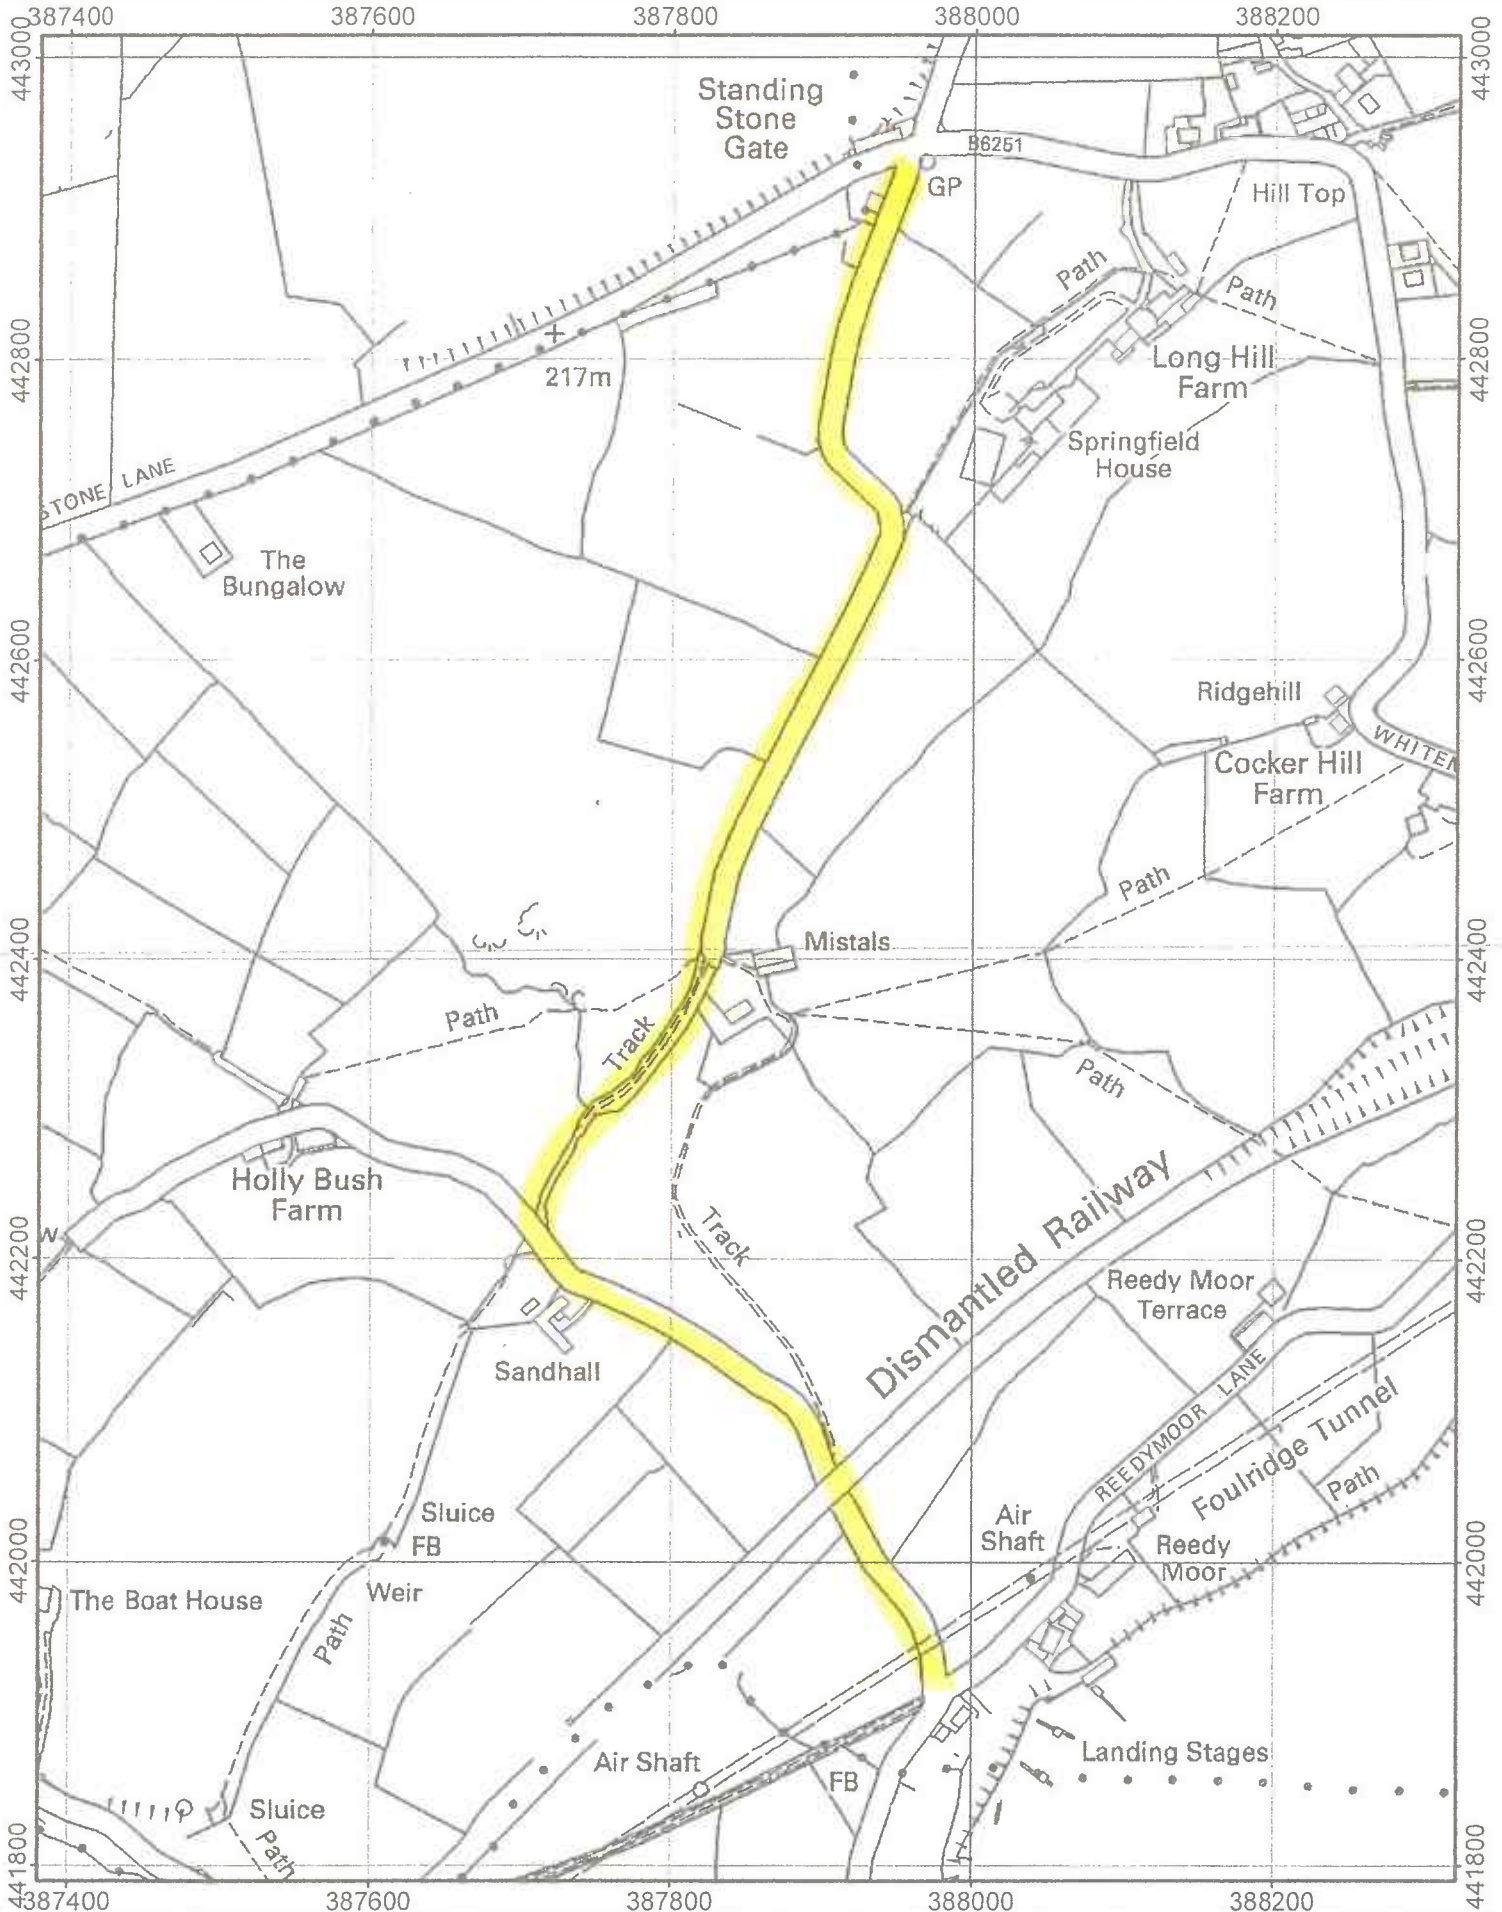 387400
387600
387800
388000
388200
443000
443000
Standing
Stone
Gate
B6251
GP
Hill Top
Path
Path
442800
442800
217m
Long Hill
Farm
Springfield
House
STONE LANE
The
Bungalow
442600
442600
Ridgehill
Cocker Hill
Farm
Path
Mistals
442400
442400
Path
Track
Path
Holly Bush
Farm
Track
Dismantled Railway
W
442200
442200
Reedy Moor
Terrace
Sandhall
REEDYMOOR LANE
Foulridge Tunnel
Path
Sluice
FB
Air
Shaft
Reedy
Moor
442000
442000
Weir
The Boat House
Path
Air Shaft
Landing Stages
FB
Sluice
Path
441800
441800
387400
387600
387800
388000
388200